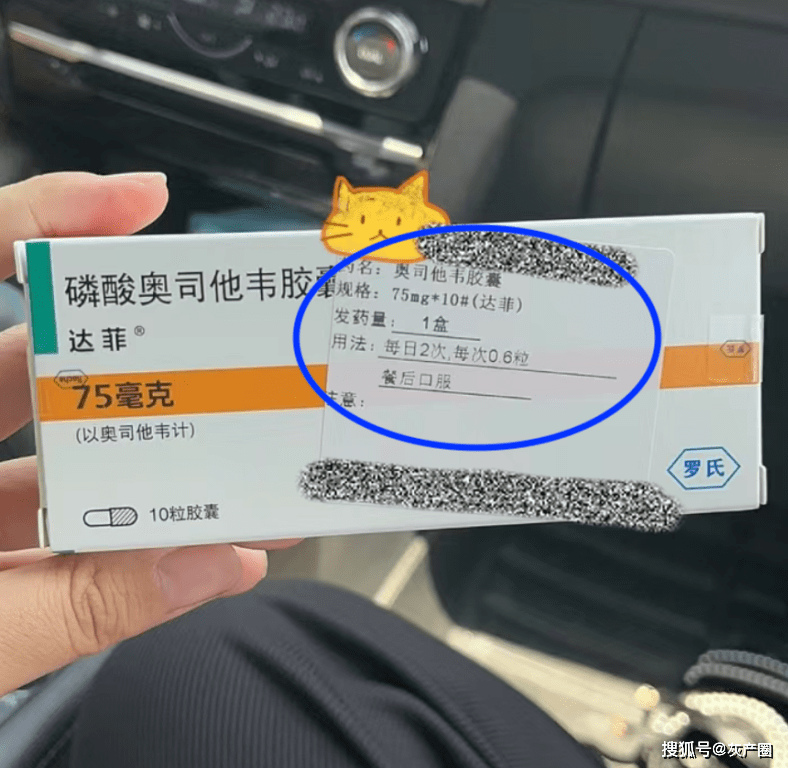 磷酸奥司他韦胶囊
达菲®
75毫克
(以奥司他韦计)
10粒胶囊
名：奥司他韦胶囊
规格：75mg*10#(达菲)
发药量：1盒
用法：每日2次,每次0.6粒
餐后口服
注意：
罗氏
搜狐号@灰产圈